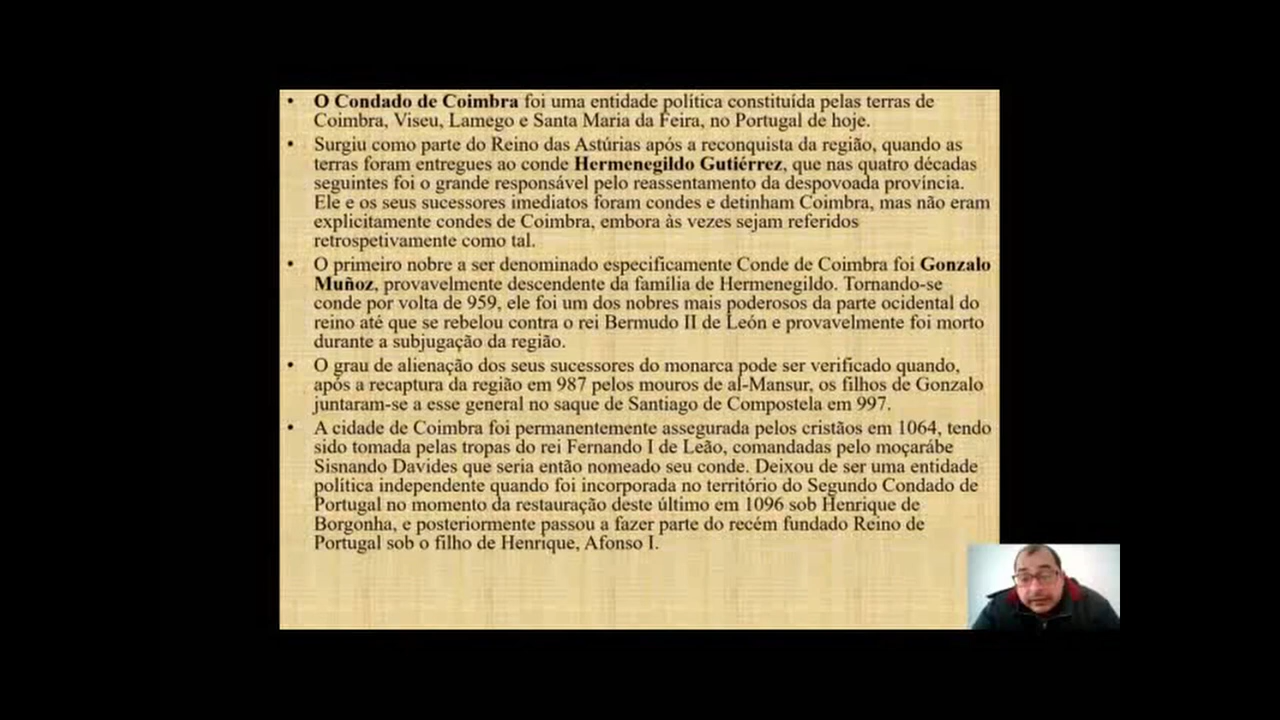 • O Condado de Coimbra foi uma entidade política constituída pelas terras de
Coimbra, Viseu, Lamego e Santa Maria da Feira, no Portugal de hoje.
• Surgiu como parte do Reino das Astúrias após a reconquista da região, quando as
terras foram entregues ao conde Hermenegildo Gutiérrez, que nas quatro décadas
seguintes foi o grande responsável pelo reassentamento da despovoada província.
Ele e os seus sucessores imediatos foram condes e detinham Coimbra, mas não eram
explicitamente condes de Coimbra, embora às vezes sejam referidos
retrospetivamente como tal.
• O primeiro nobre a ser denominado especificamente Conde de Coimbra foi Gonzalo
Muñoz, provavelmente descendente da família de Hermenegildo. Tornando-se
conde por volta de 959, ele foi um dos nobres mais poderosos da parte ocidental do
reino até que se rebelou contra o rei Bermudo II de León e provavelmente foi morto
durante a subjugação da região.
• O grau de alienação dos seus sucessores do monarca pode ser verificado quando,
após a recaptura da região em 987 pelos mouros de al-Mansur, os filhos de Gonzalo
juntaram-se a esse general no saque de Santiago de Compostela em 997.
• A cidade de Coimbra foi permanentemente assegurada pelos cristãos em 1064, tendo
sido tomada pelas tropas do rei Fernando I de Leão, comandadas pelo moçarábe
Sisnando Davides que seria então nomeado seu conde. Deixou de ser uma entidade
política independente quando foi incorporada no território do Segundo Condado de
Portugal no momento da restauração deste último em 1096 sob Henrique de
Borgonha, e posteriormente passou a fazer parte do recém fundado Reino de
Portugal sob o filho de Henrique, Afonso I.